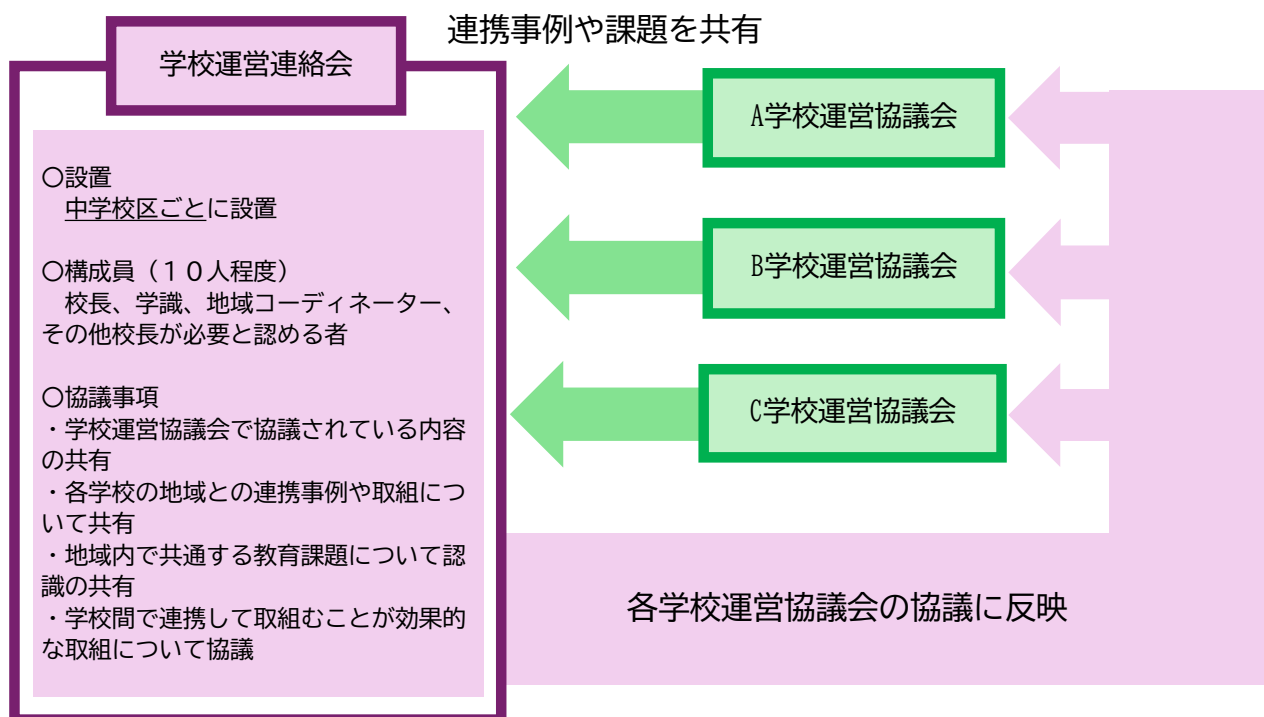 連携事例や課題を共有
学校運営連絡会
〇設置
　中学校区ごとに設置
〇構成員（１０人程度）
　校長、学識、地域コーディネーター、
その他校長が必要と認める者
〇協議事項
・学校運営協議会で協議されている内容
の共有
・各学校の地域との連携事例や取組につ
いて共有
・地域内で共通する教育課題について認
識の共有
・学校間で連携して取組むことが効果的
な取組について協議
A学校運営協議会
B学校運営協議会
C学校運営協議会
各学校運営協議会の協議に反映